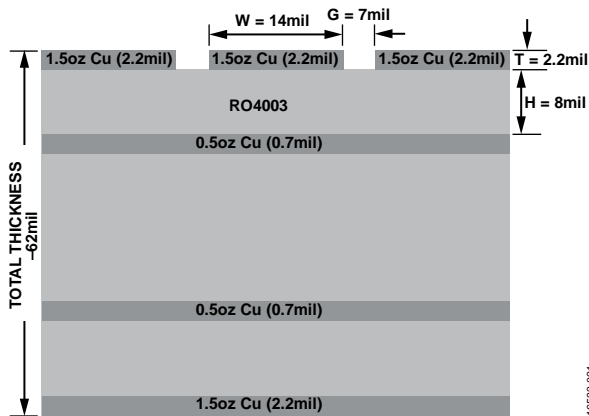 W = 14mil
G = 7mil
1.5oz Cu (2.2mil)
1.5oz Cu (2.2mil)
1.5oz Cu (2.2mil)
T = 2.2mil
RO4003
H = 8mil
0.5oz Cu (0.7mil)
TOTAL THICKNESS
–62mil
0.5oz Cu (0.7mil)
1.5oz Cu (2.2mil)